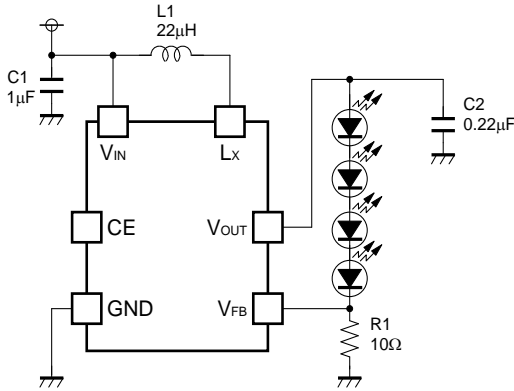 L1
22μH
C1
1μF
C2
0.22μF
VIN
LX
CE
VOUT
GND
VFB
R1
10Ω